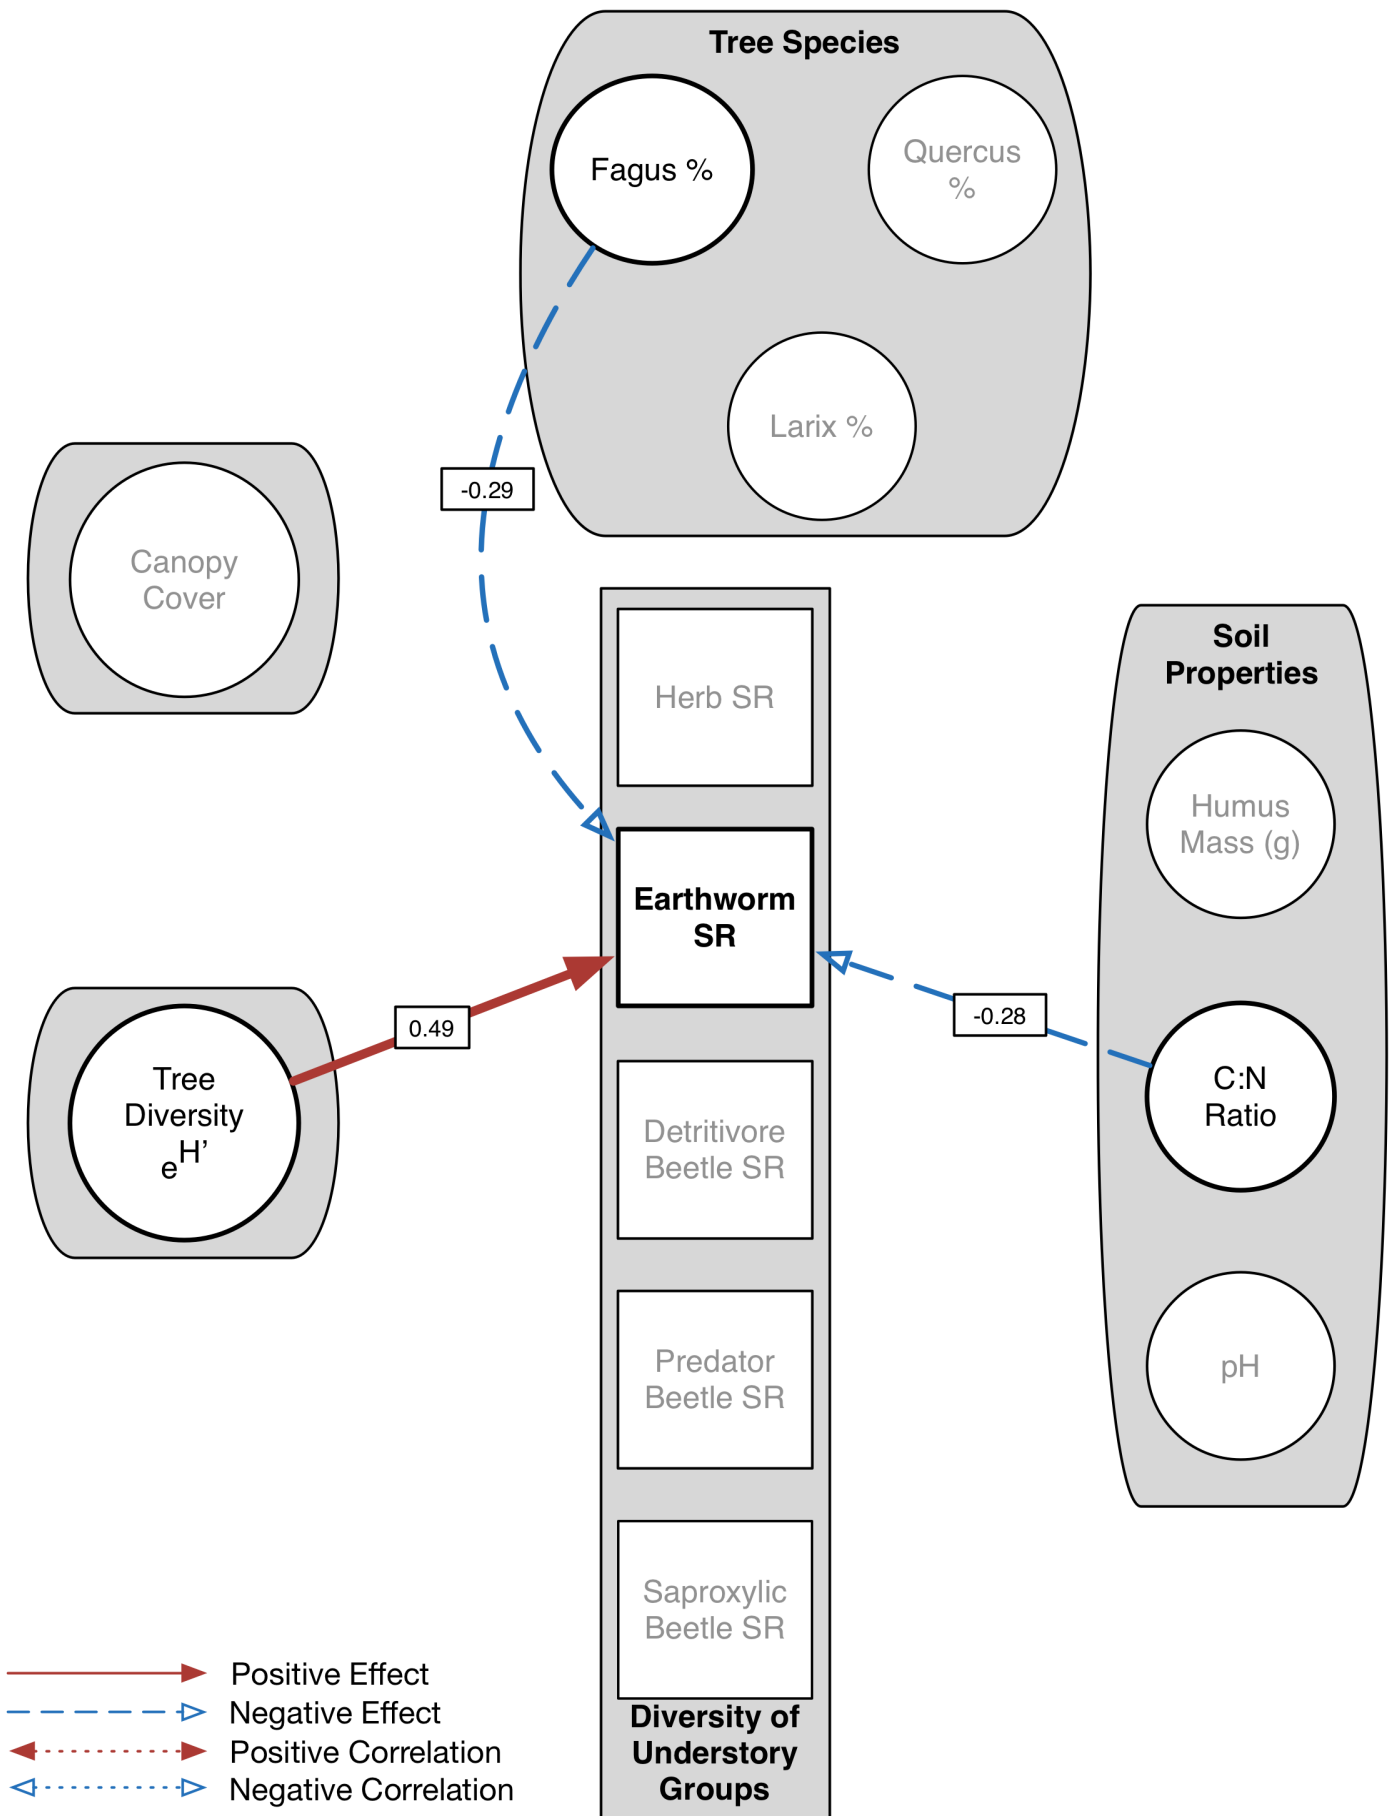 Tree Species
Fagus %
Quercus
%
Larix %
-0.29
Canopy
Cover
Herb SR
Soil
Properties
Humus
Mass (g)
Earthworm
SR
0.49
-0.28
Tree
Diversity
eH’
C:N
Ratio
Detritivore
Beetle SR
Predator
Beetle SR
pH
Saproxylic
Beetle SR
Diversity of
Understory
Groups
Positive Effect
Negative Effect
Positive Correlation
Negative Correlation